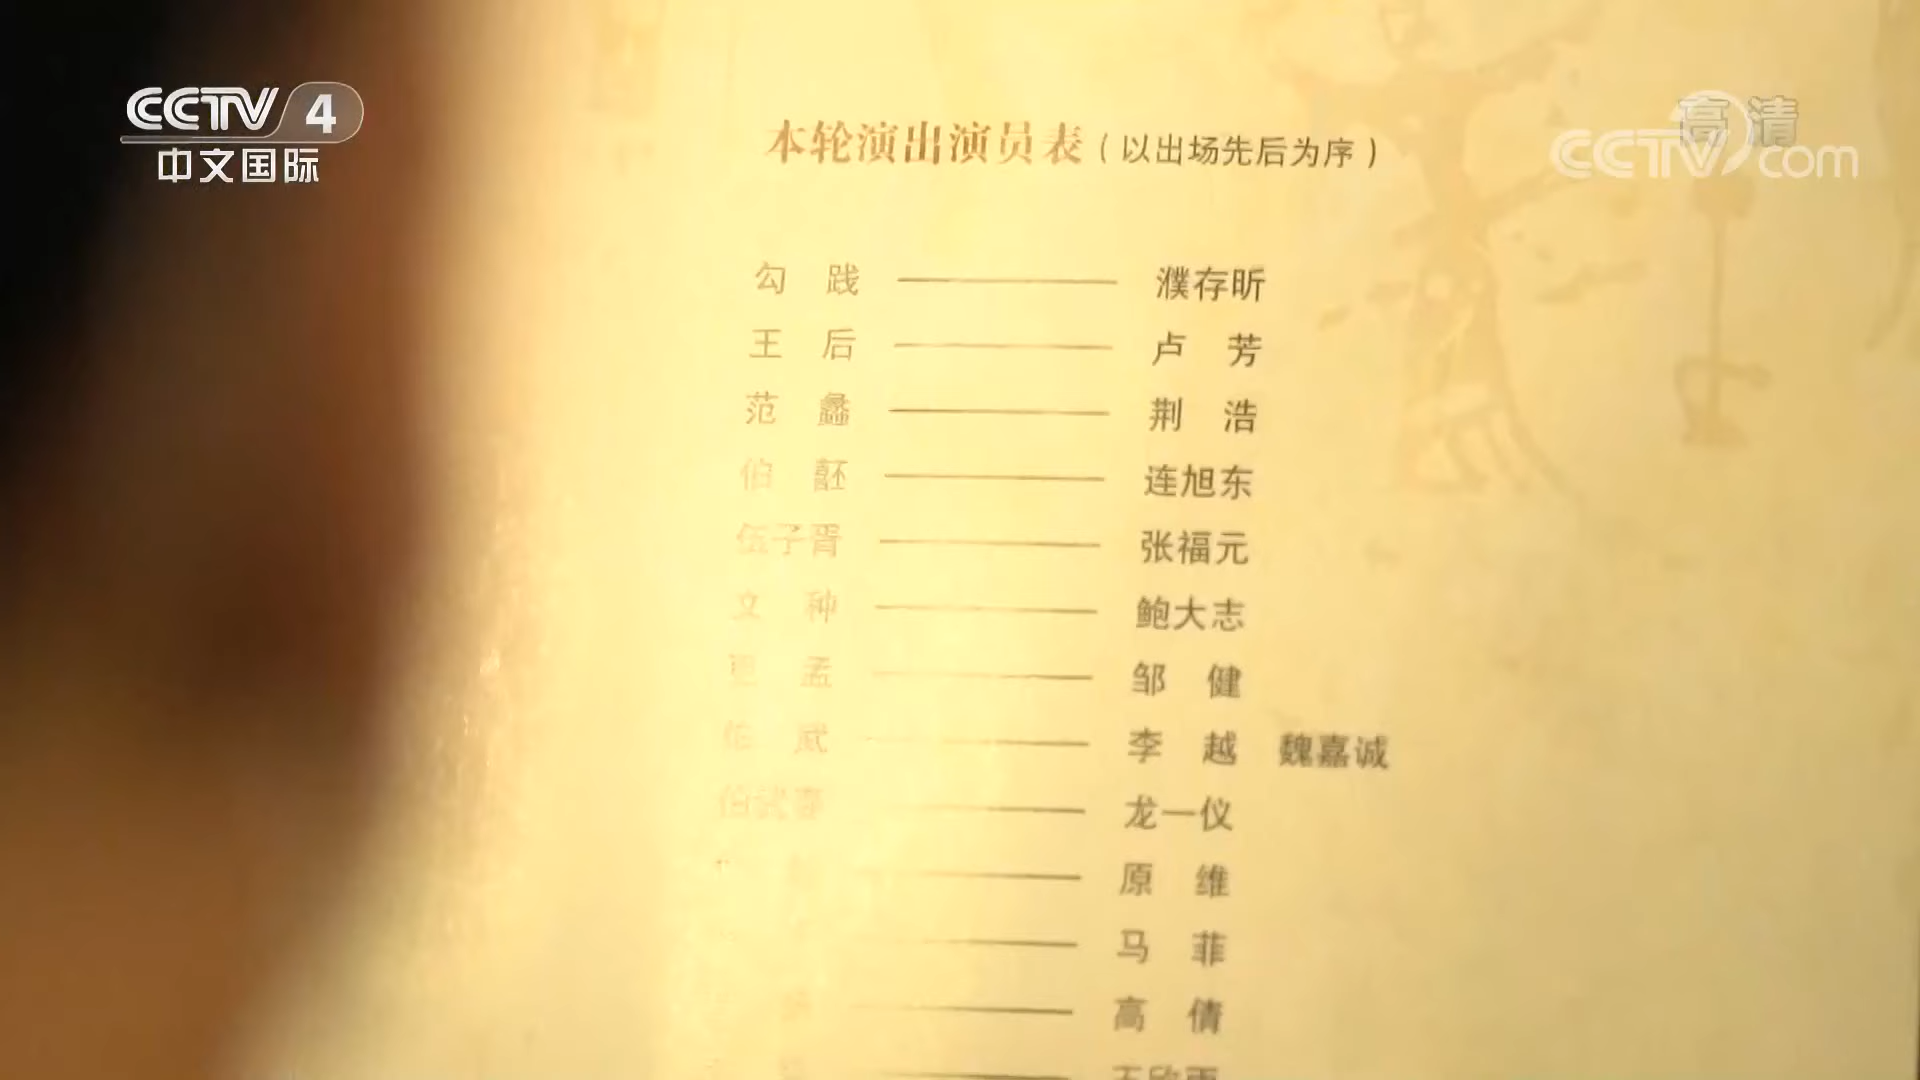 CCTV 4
中文国际
高清
CCTV.com
本轮演出演员表（以出场先后为序）
勾 践 —— 濮存昕
王 后 —— 卢 芳
范 蠡 —— 荆 浩
伯 嚭 —— 连旭东
伍子胥 —— 张福元
文 种 —— 鲍大志
更 孟 —— 邹 健
—— 李 越 魏嘉诚
—— 龙一仪
—— 原 维
—— 马 菲
—— 高 倩